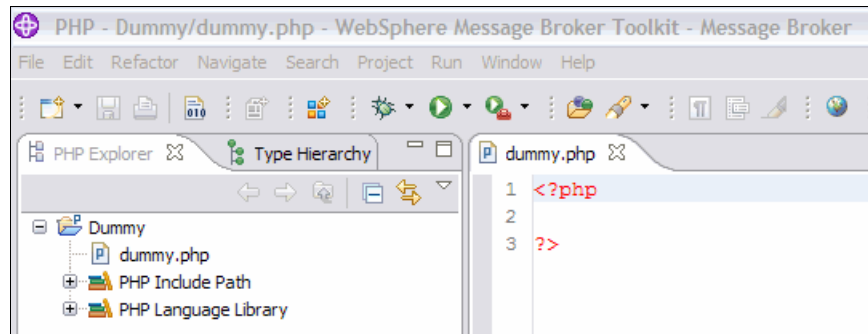 PHP - Dummy/dummy.php - WebSphere Message Broker Toolkit - Message Broker
File Edit Refactor Navigate Search Project Run Window Help
010
PHP Explorer Type Hierarchy
P dummy.php
1 <?php
2
3 ?>
P Dummy
P dummy.php
PHP Include Path
PHP Language Library